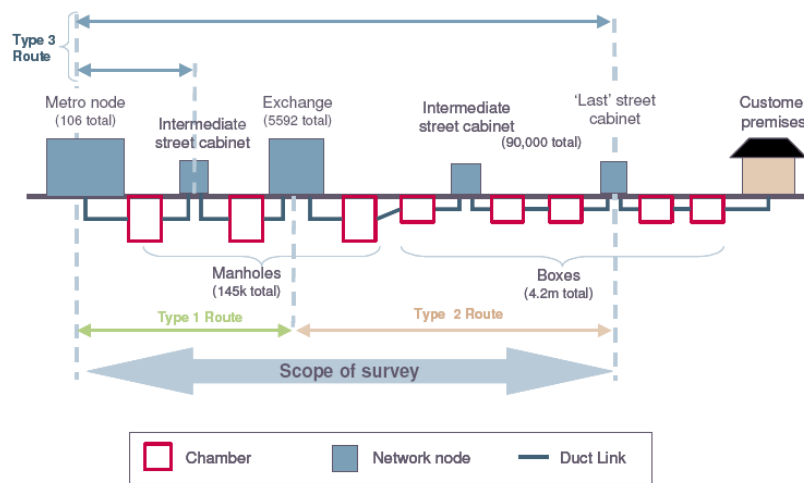 Type 3
Route
Metro node
(106 total)
Intermediate
street cabinet
Exchange
(5592 total)
Intermediate
street cabinet
(90,000 total)
'Last' street
cabinet
Customer
premises
Manholes
(145k total)
Boxes
(4.2m total)
Type 1 Route
Type 2 Route
Scope of survey
Chamber
Network node
Duct Link